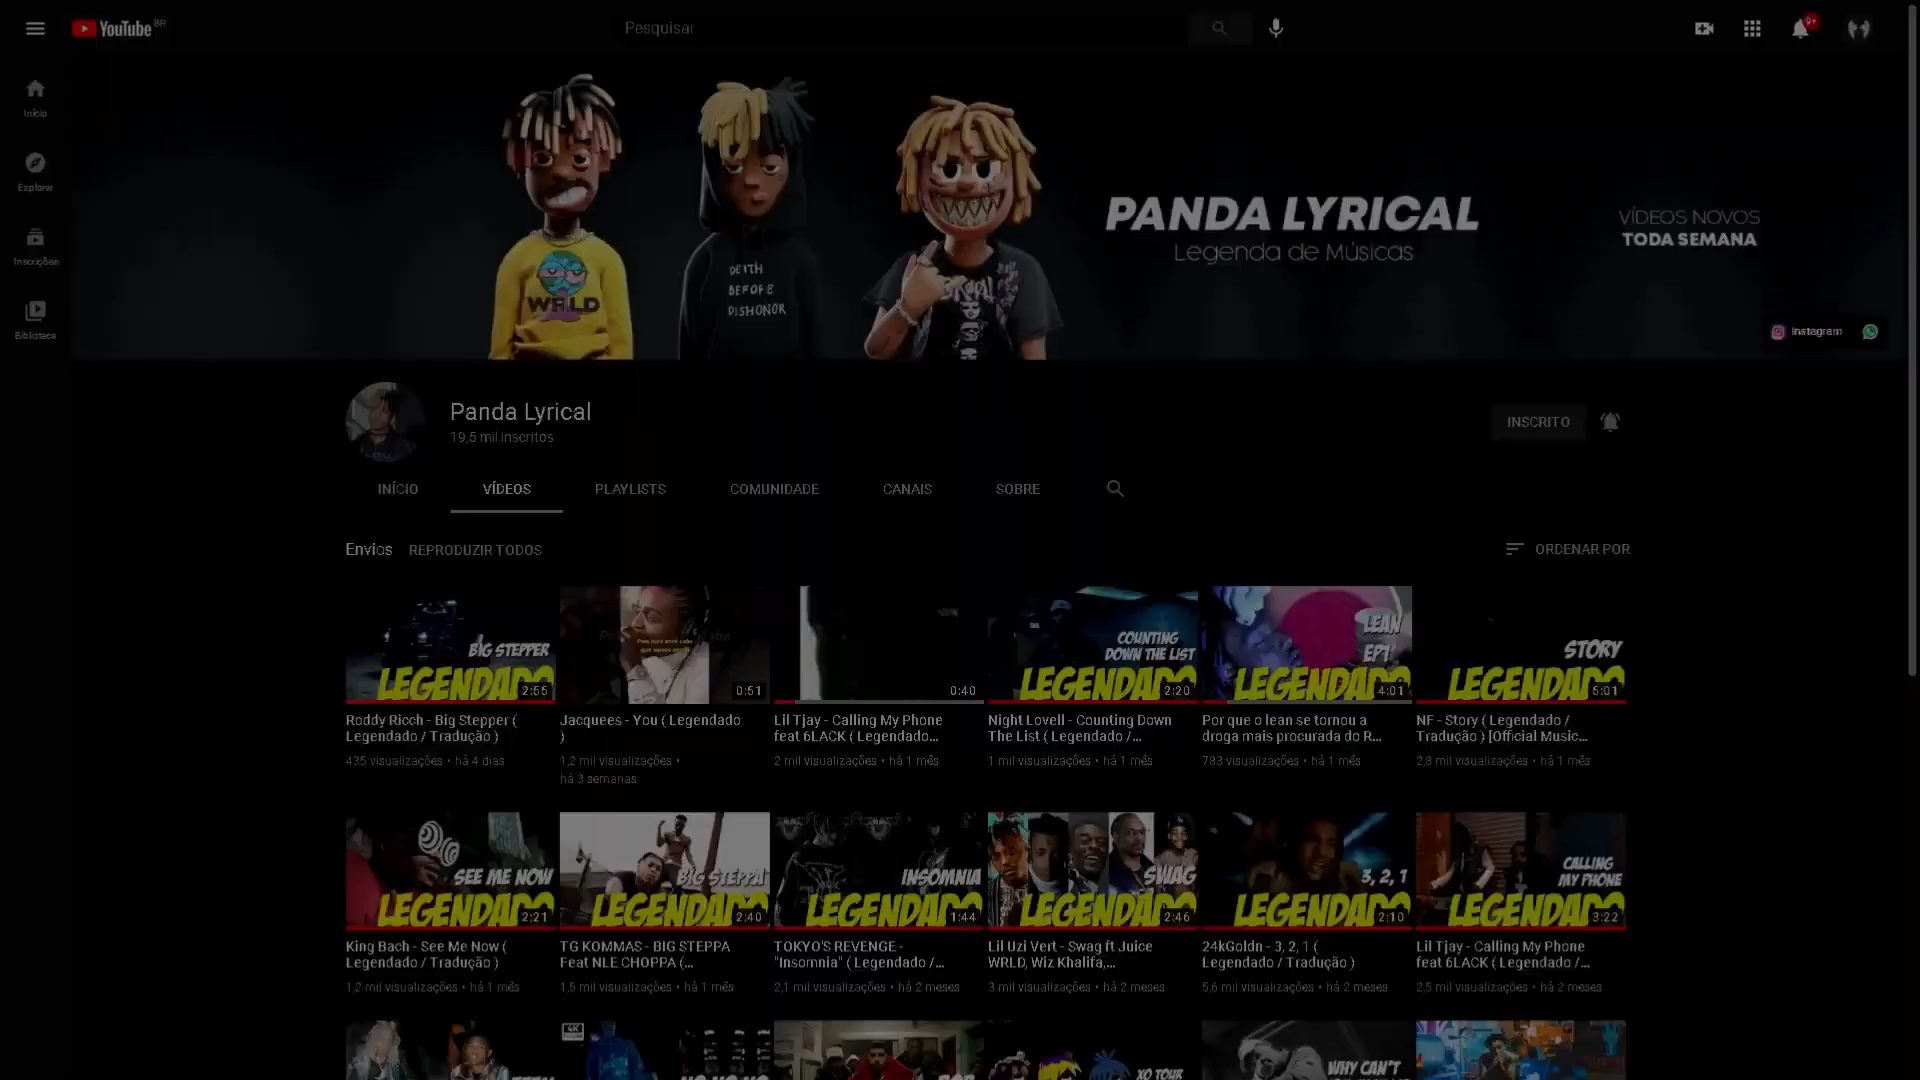 YouTube BR
Pesquisar
9+
Início
Explorar
Inscrições
Biblioteca
WRLD
DEATH
BEFORE
DISHONOR
PANDA LYRICAL
Legenda de Músicas
VÍDEOS NOVOS
TODA SEMANA
Instagram
Panda Lyrical
19,5 mil inscritos
INSCRITO
INÍCIO VÍDEOS PLAYLISTS COMUNIDADE CANAIS SOBRE
Envios REPRODUZIR TODOS
ORDENAR POR
BIG STEPPER
LEGENDADO
2:55
0:51
0:40
COUNTING
DOWN THE LIST
LEGENDADO
2:20
LEAN
EP1
LEGENDADO
4:01
STORY
LEGENDADO
5:01
Roddy Ricch - Big Stepper (
Legendado / Tradução )
435 visualizações • há 4 dias
Jacquees - You ( Legendado
)
1,2 mil visualizações •
há 3 semanas
Lil Tjay - Calling My Phone
feat 6LACK ( Legendado...
2 mil visualizações • há 1 mês
Night Lovell - Counting Down
The List ( Legendado /...
1 mil visualizações • há 1 mês
Por que o lean se tornou a
droga mais procurada do R...
783 visualizações • há 1 mês
NF - Story ( Legendado /
Tradução ) [Official Music...
2,8 mil visualizações • há 1 mês
SEE ME NOW
LEGENDADO
2:21
BIG STEPPA
LEGENDADO
2:40
INSOMNIA
LEGENDADO
1:44
SWAG
LEGENDADO
2:46
3, 2, 1
LEGENDADO
2:10
CALLING
MY PHONE
LEGENDADO
3:22
King Bach - See Me Now (
Legendado / Tradução )
1,2 mil visualizações • há 1 mês
TG KOMMAS - BIG STEPPA
Feat NLE CHOPPA (...
1,5 mil visualizações • há 1 mês
TOKYO'S REVENGE -
"Insomnia" ( Legendado /...
2,1 mil visualizações • há 2 meses
Lil Uzi Vert - Swag ft Juice
WRLD, Wiz Khalifa,...
3 mil visualizações • há 2 meses
24kGoldn - 3, 2, 1 (
Legendado / Tradução )
5,6 mil visualizações • há 2 meses
Lil Tjay - Calling My Phone
feat 6LACK ( Legendado /...
2,5 mil visualizações • há 2 meses
4K
XO TOUR
WHY CAN'T